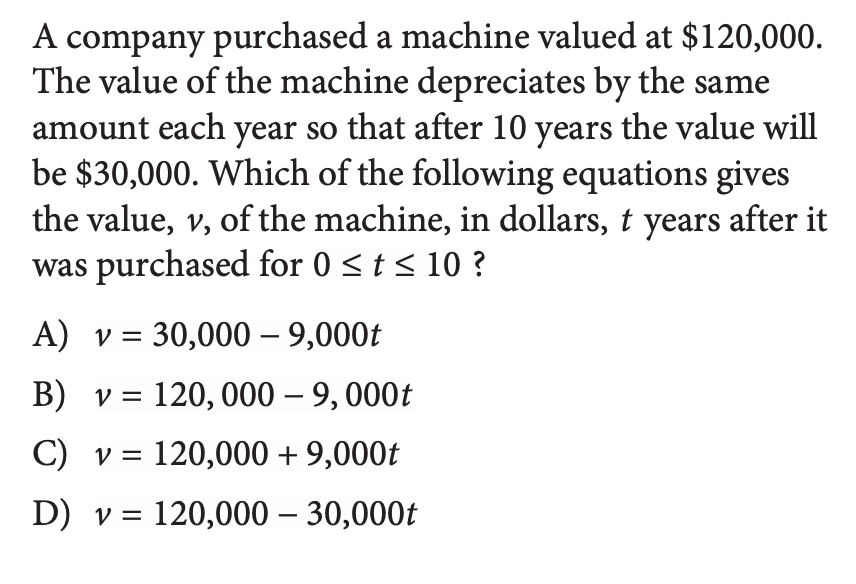 A company purchased a machine valued at $120,000.
The value of the machine depreciates by the same
amount each year so that after 10 years the value will
be $30,000. Which of the following equations gives
the value, v, of the machine, in dollars, t years after it
was purchased for 0 ≤ t ≤ 10 ?
A) v = 30,000 – 9,000t
B) v = 120, 000 – 9, 000t
C) v = 120,000 + 9,000t
D) v = 120,000 – 30,000t